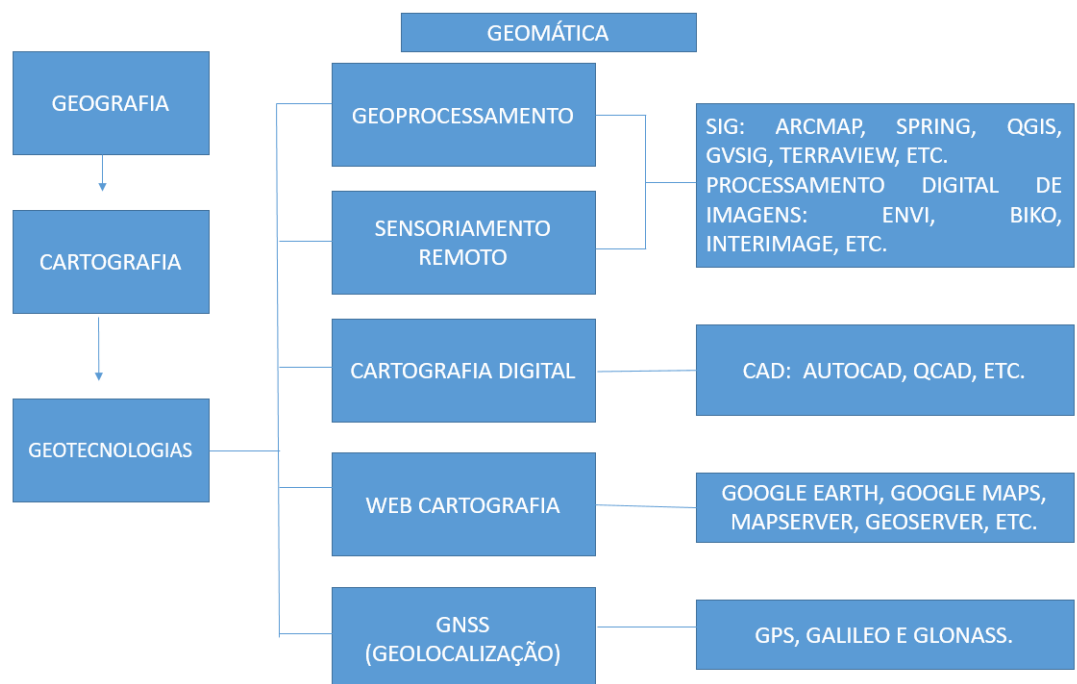 GEOMÁTICA
GEOGRAFIA
CARTOGRAFIA
GEOTECNOLOGIAS
GEOPROCESSAMENTO
SENSORIAMENTO
REMOTO
CARTOGRAFIA DIGITAL
WEB CARTOGRAFIA
GNSS
(GEOLOCALIZAÇÃO)
SIG: ARCMAP, SPRING, QGIS,
GVSIG, TERRAVIEW, ETC.
PROCESSAMENTO DIGITAL DE
IMAGENS: ENVI, BIKO,
INTERIMAGE, ETC.
CAD: AUTOCAD, QCAD, ETC.
GOOGLE EARTH, GOOGLE MAPS,
MAPSERVER, GEOSERVER, ETC.
GPS, GALILEO E GLONASS.